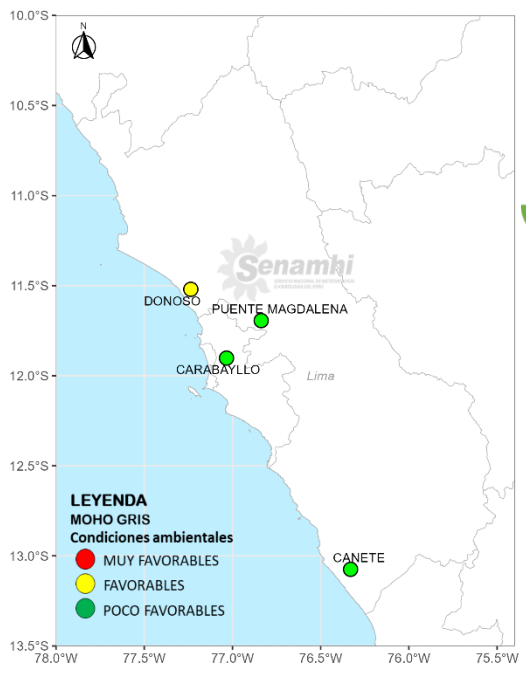 10.0°S
N
10.5°S
11.0°S
11.5°S
Senamhi
DONOSO
PUENTE MAGDALENA
CARABAYLLO
12.0°S
Lima
12.5°S
LEYENDA
MOHO GRIS
Condiciones ambientales
MUY FAVORABLES
FAVORABLES
POCO FAVORABLES
CANETE
13.0°S
13.5°S
78.0°W 77.5°W 77.0°W 76.5°W 76.0°W 75.5°W